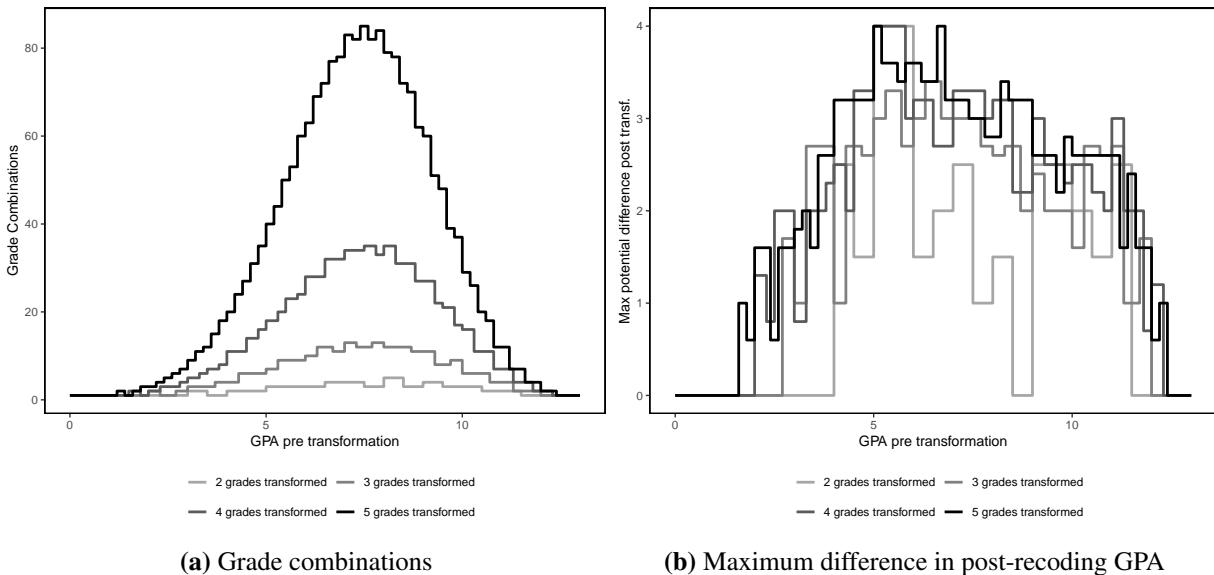 Grade Combinations
80
60
40
20
0
0
5
10
GPA pre transformation
2 grades transformed
3 grades transformed
4 grades transformed
5 grades transformed
(a) Grade combinations
Max potential difference post transf.
4
3
2
1
0
0
5
10
GPA pre transformation
2 grades transformed
3 grades transformed
4 grades transformed
5 grades transformed
(b) Maximum difference in post-recoding GPA